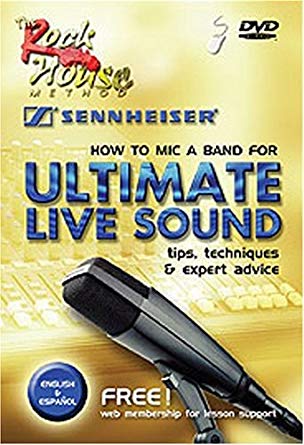 The
Rock
House
METHOD
DVD
VIDEO
SENNHEISER®
HOW TO MIC A BAND FOR
ULTIMATE
LIVE SOUND
tips, techniques
& expert advice
ENGLISH
&
ESPAÑOL
FREE!
web membership for lesson support